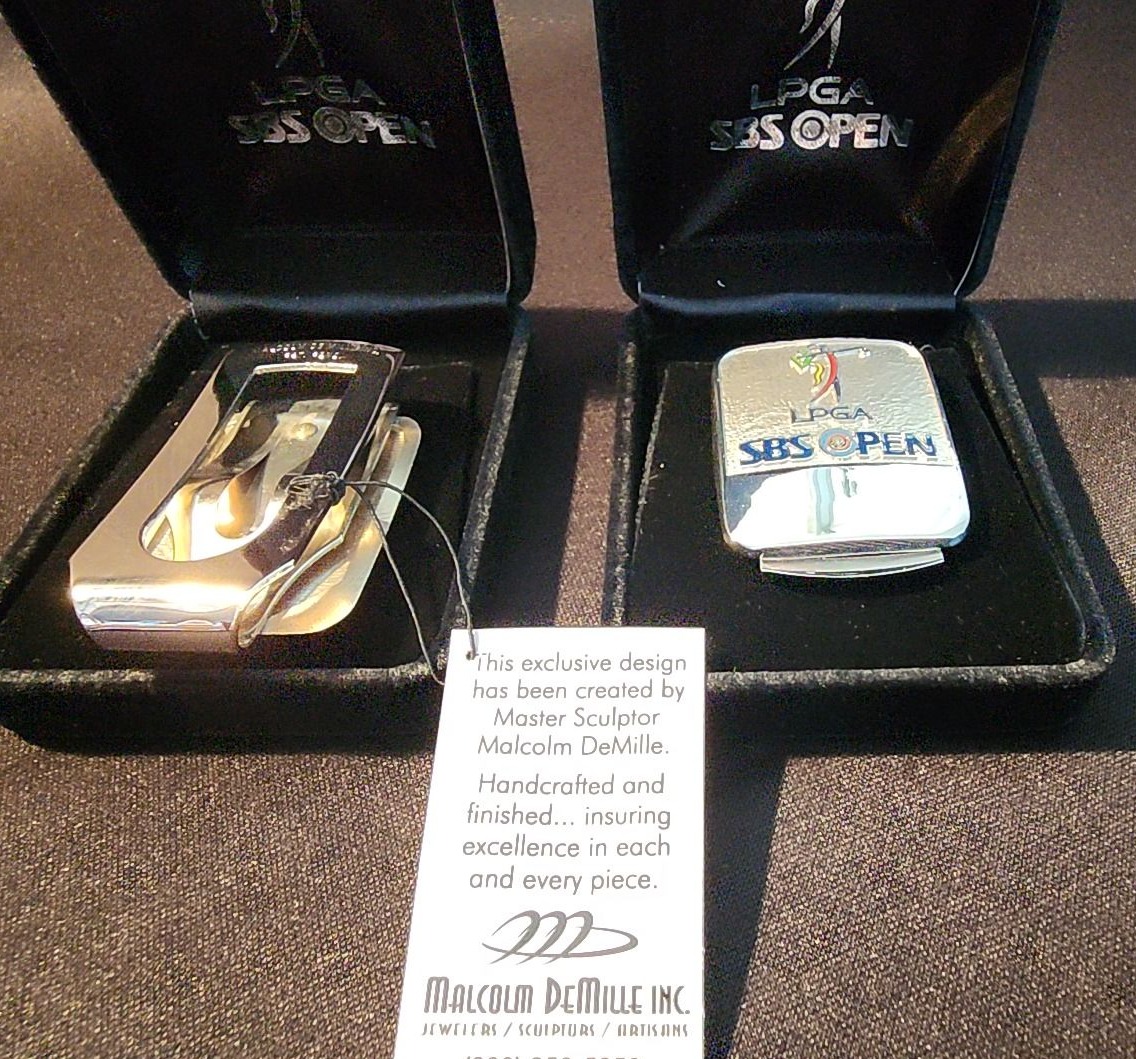 LPGA
SBS OPEN
LPGA
SBS OPEN
LPGA
SBS OPEN
This exclusive design
has been created by
Master Sculptor
Malcolm DeMille.
Handcrafted and
finished... insuring
excellence in each
and every piece.
MALCOLM DEMILLE INC.
JEWELERS / SCULPTORS / ARTISANS